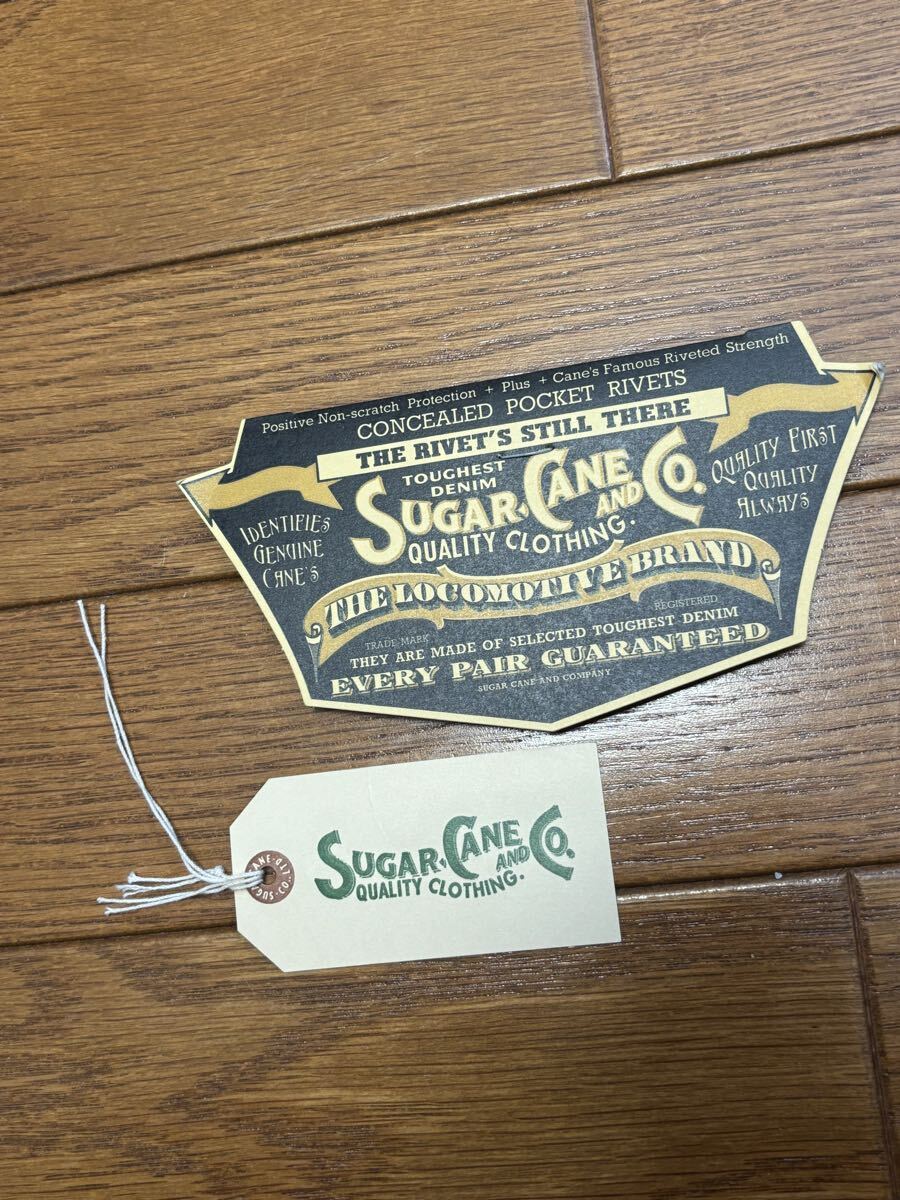 Positive Non-scratch Protection + Plus + Cane's Famous Riveted Strength
CONCEALED POCKET RIVETS
THE RIVET'S STILL THERE
TOUGHEST
DENIM
SUGAR CANE AND CO.
QUALITY CLOTHING.
IDENTIFIES
GENUINE
CANE'S
QUALITY FIRST
QUALITY
ALWAYS
THE LOCOMOTIVE BRAND
TRADE MARK
REGISTERED
THEY ARE MADE OF SELECTED TOUGHEST DENIM
EVERY PAIR GUARANTEED
SUGAR CANE AND COMPANY
SUGAR CANE AND CO.
QUALITY CLOTHING.